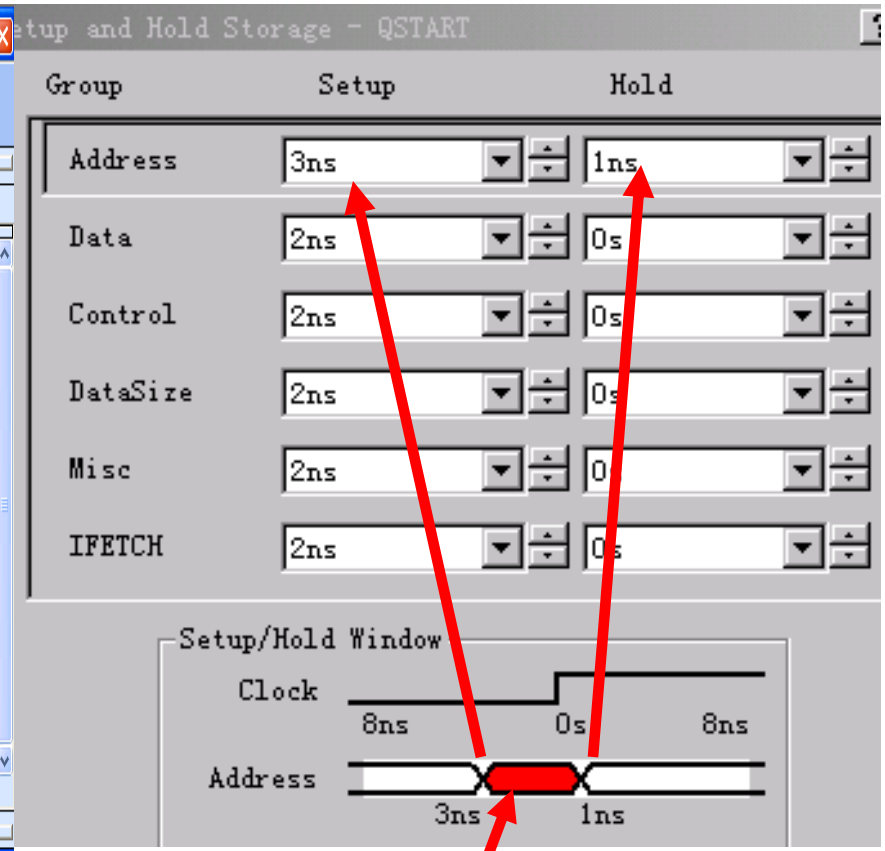 etup and Hold Storage - QSTART
Group Setup Hold
Address 3ns 1ns
Data 2ns 0s
Control 2ns 0s
DataSize 2ns 0s
Misc 2ns 0s
IFETCH 2ns 0s
Setup/Hold Window
Clock
8ns 0s 8ns
Address
3ns 1ns